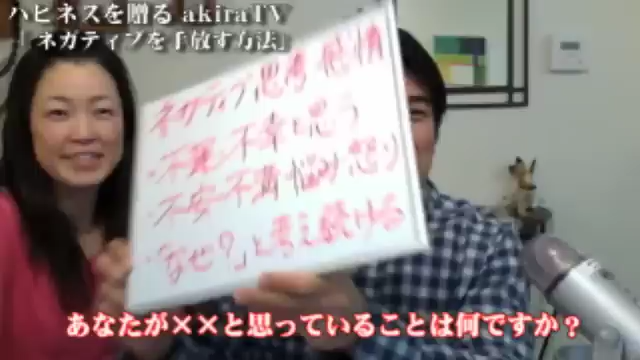 ハピネスを贈る akiraTV
「ネガティブを手放す方法」
ネガティブ思考・感情
・不運、不幸と思う
・不安・不満・悩み・怒り
・「なぜ?」と考え続ける
あなたが××と思っていることは何ですか?